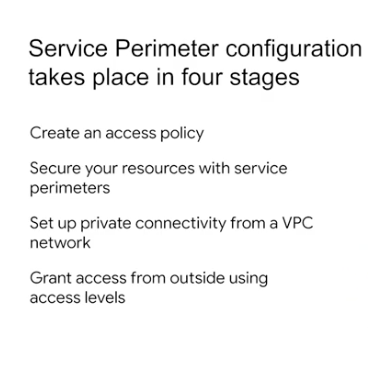 Service Perimeter configuration
takes place in four stages
Create an access policy
Secure your resources with service
perimeters
Set up private connectivity from a VPC
network
Grant access from outside using
access levels